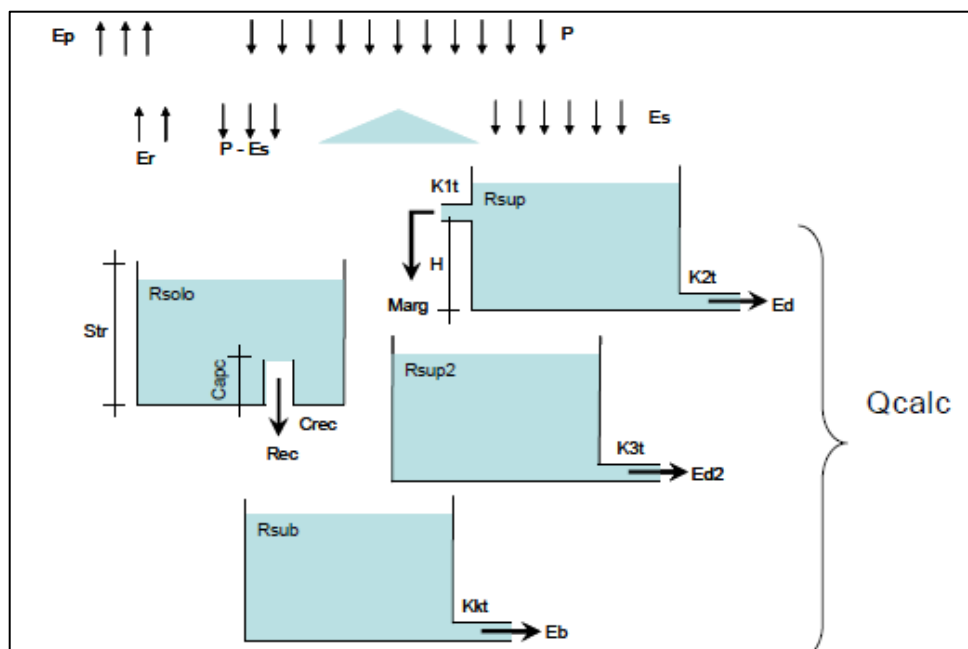 Ep
P
Er
P - Es
Es
K1t
Rsup
H
K2t
Marg
Ed
Rsolo
Str
Capc
Crec
Rec
Rsup2
Qcalc
K3t
Ed2
Rsub
Kkt
Eb